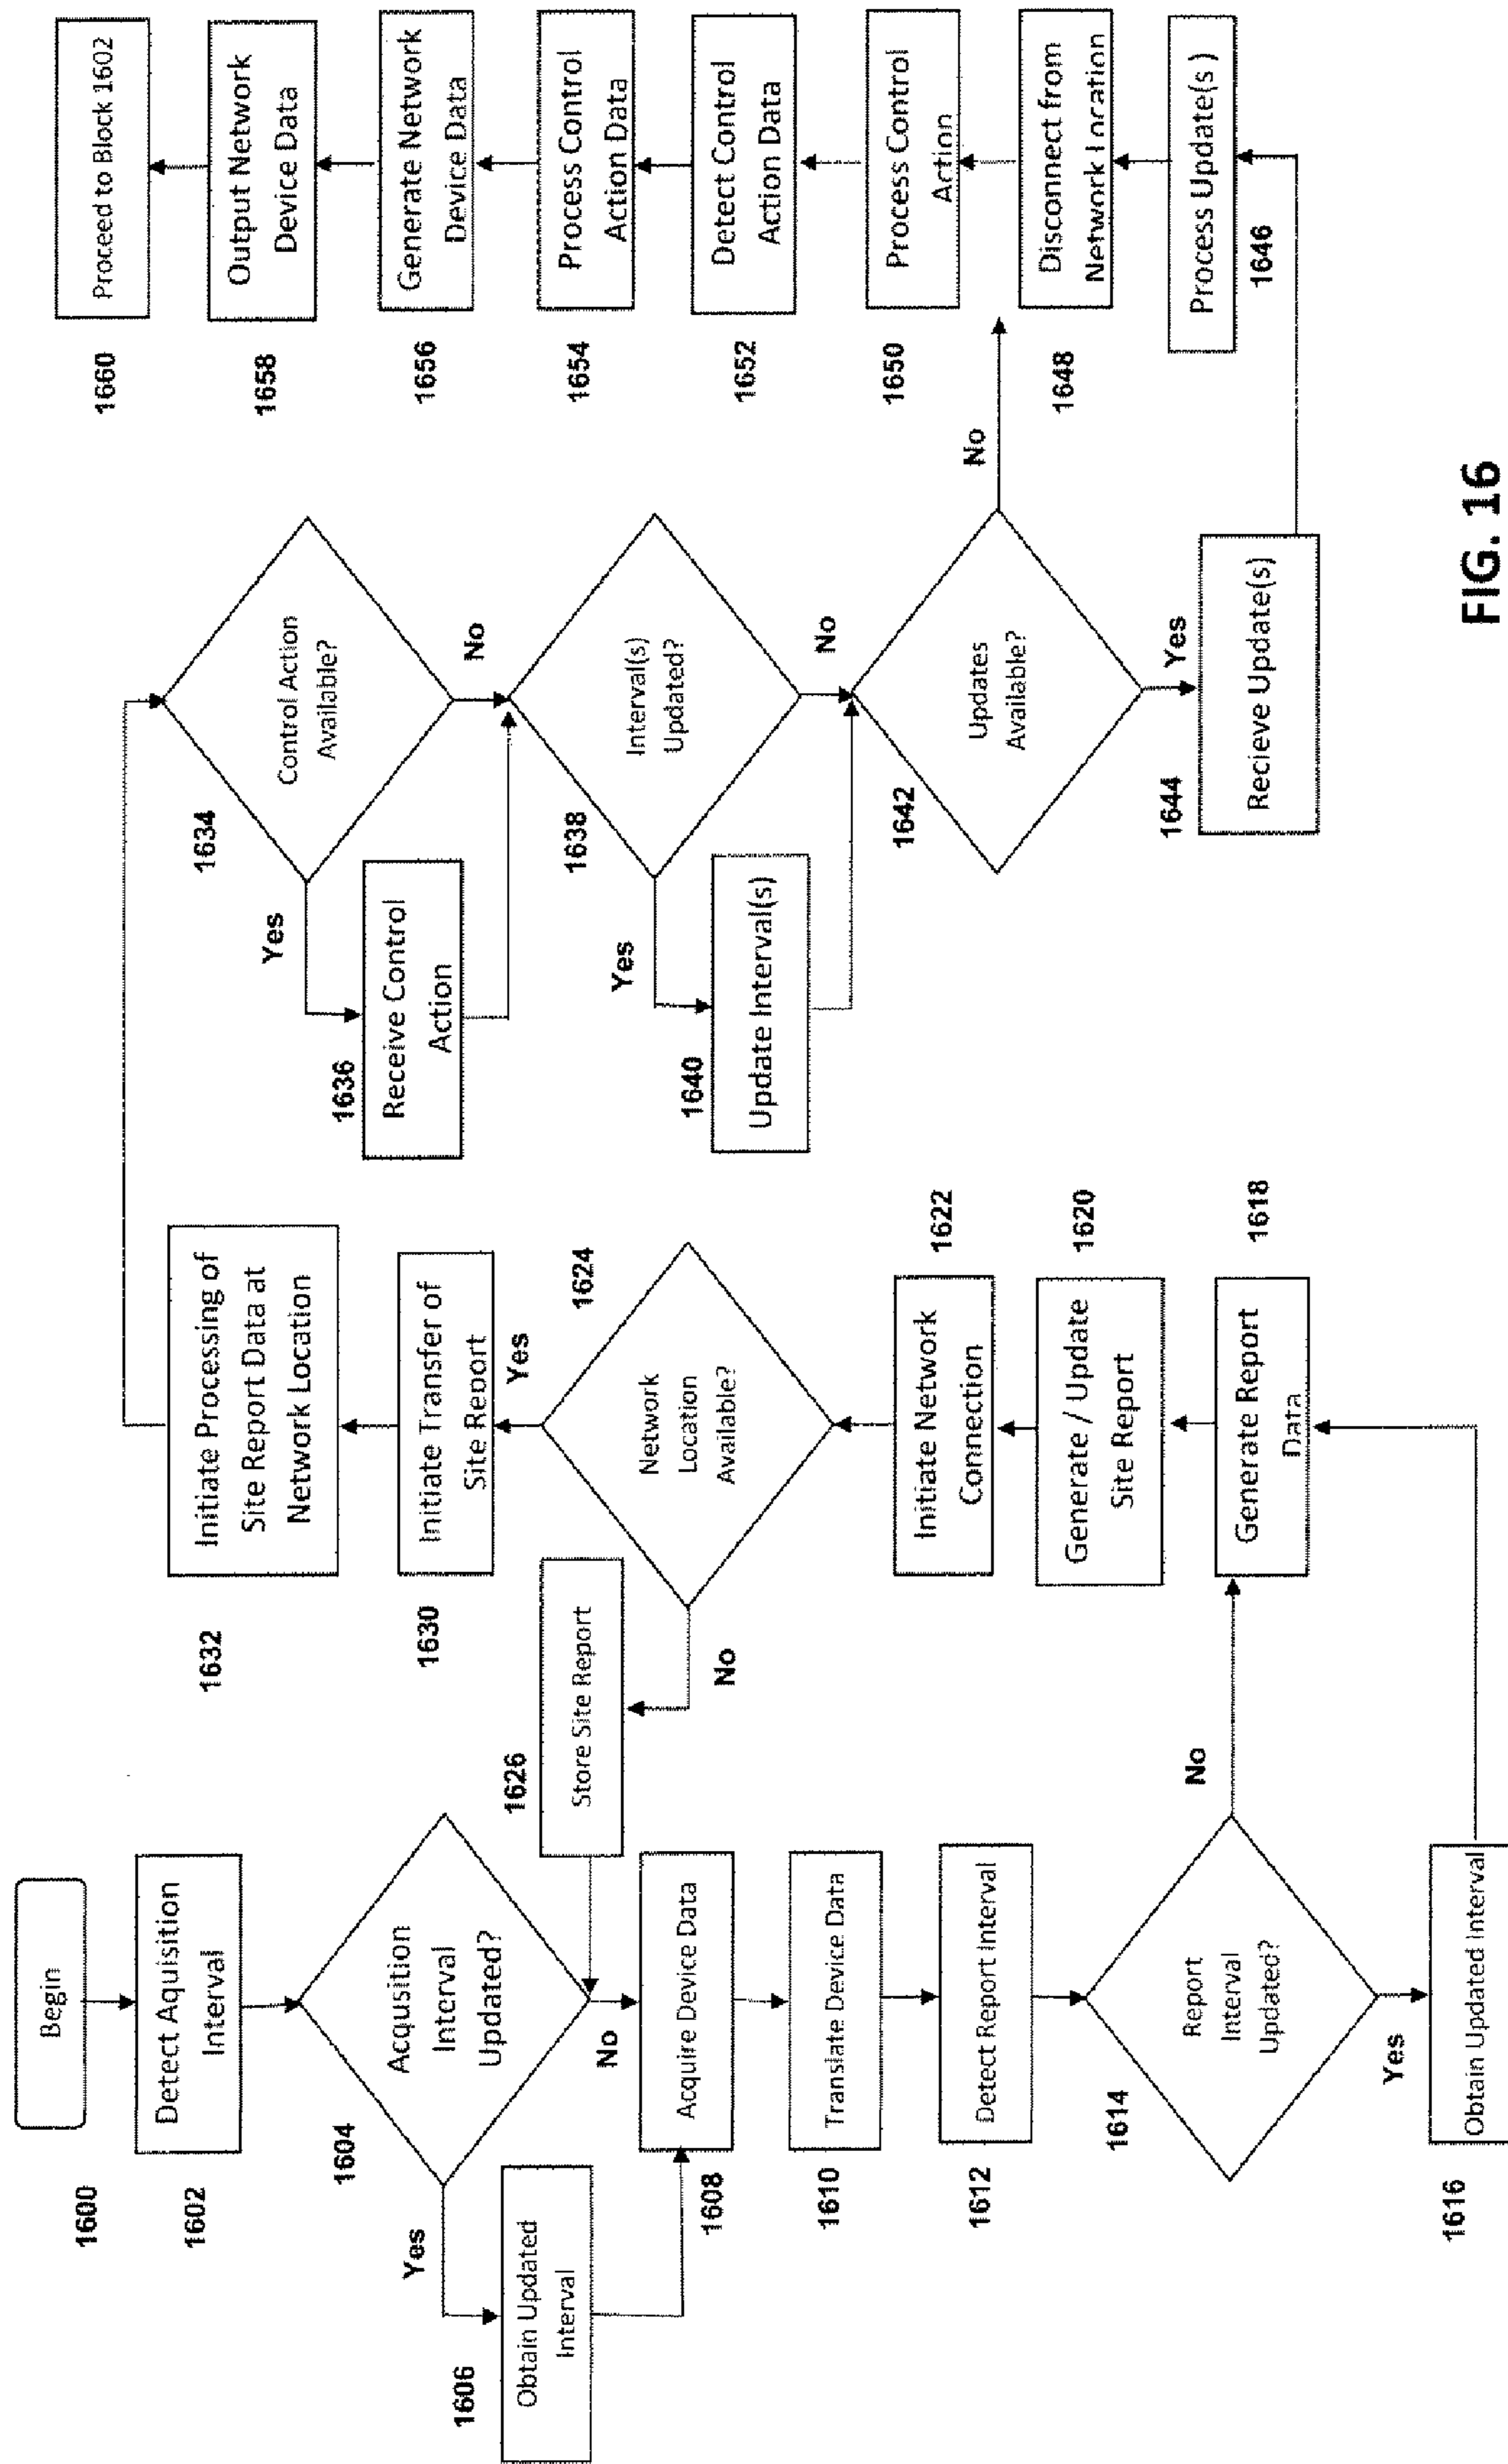 Begin
1600
Detect Aquisition
Interval
1602
Acqusition
Interval
Updated?
1604
Yes
No
Obtain Updated
Interval
1606
Acquire Device Data
1608
Translate Device Data
1610
Detect Report Interval
1612
Report
Interval
Updated?
1614
No
Yes
Obtain Updated Interval
1616
Generate Report
Data
1618
Generate / Update
Site Report
1620
Initiate Network
Connection
1622
Network
Location
Available?
1624
No
Yes
Store Site Report
1626
Initiate Transfer of
Site Report
1630
Initiate Processing of
Site Report Data at
Network Location
1632
Control Action
Available?
1634
Yes
No
Receive Control
Action
1636
Interval(s)
Updated?
1638
Yes
No
Update Interval(s)
1640
Updates
Available?
1642
No
Yes
Recieve Update(s)
1644
Process Update(s )
1646
Disconnect from
Network Location
1648
Process Control
Action
1650
Detect Control
Action Data
1652
Process Control
Action Data
1654
Generate Network
Device Data
1656
Output Network
Device Data
1658
Proceed to Block 1602
1660
FIG. 16